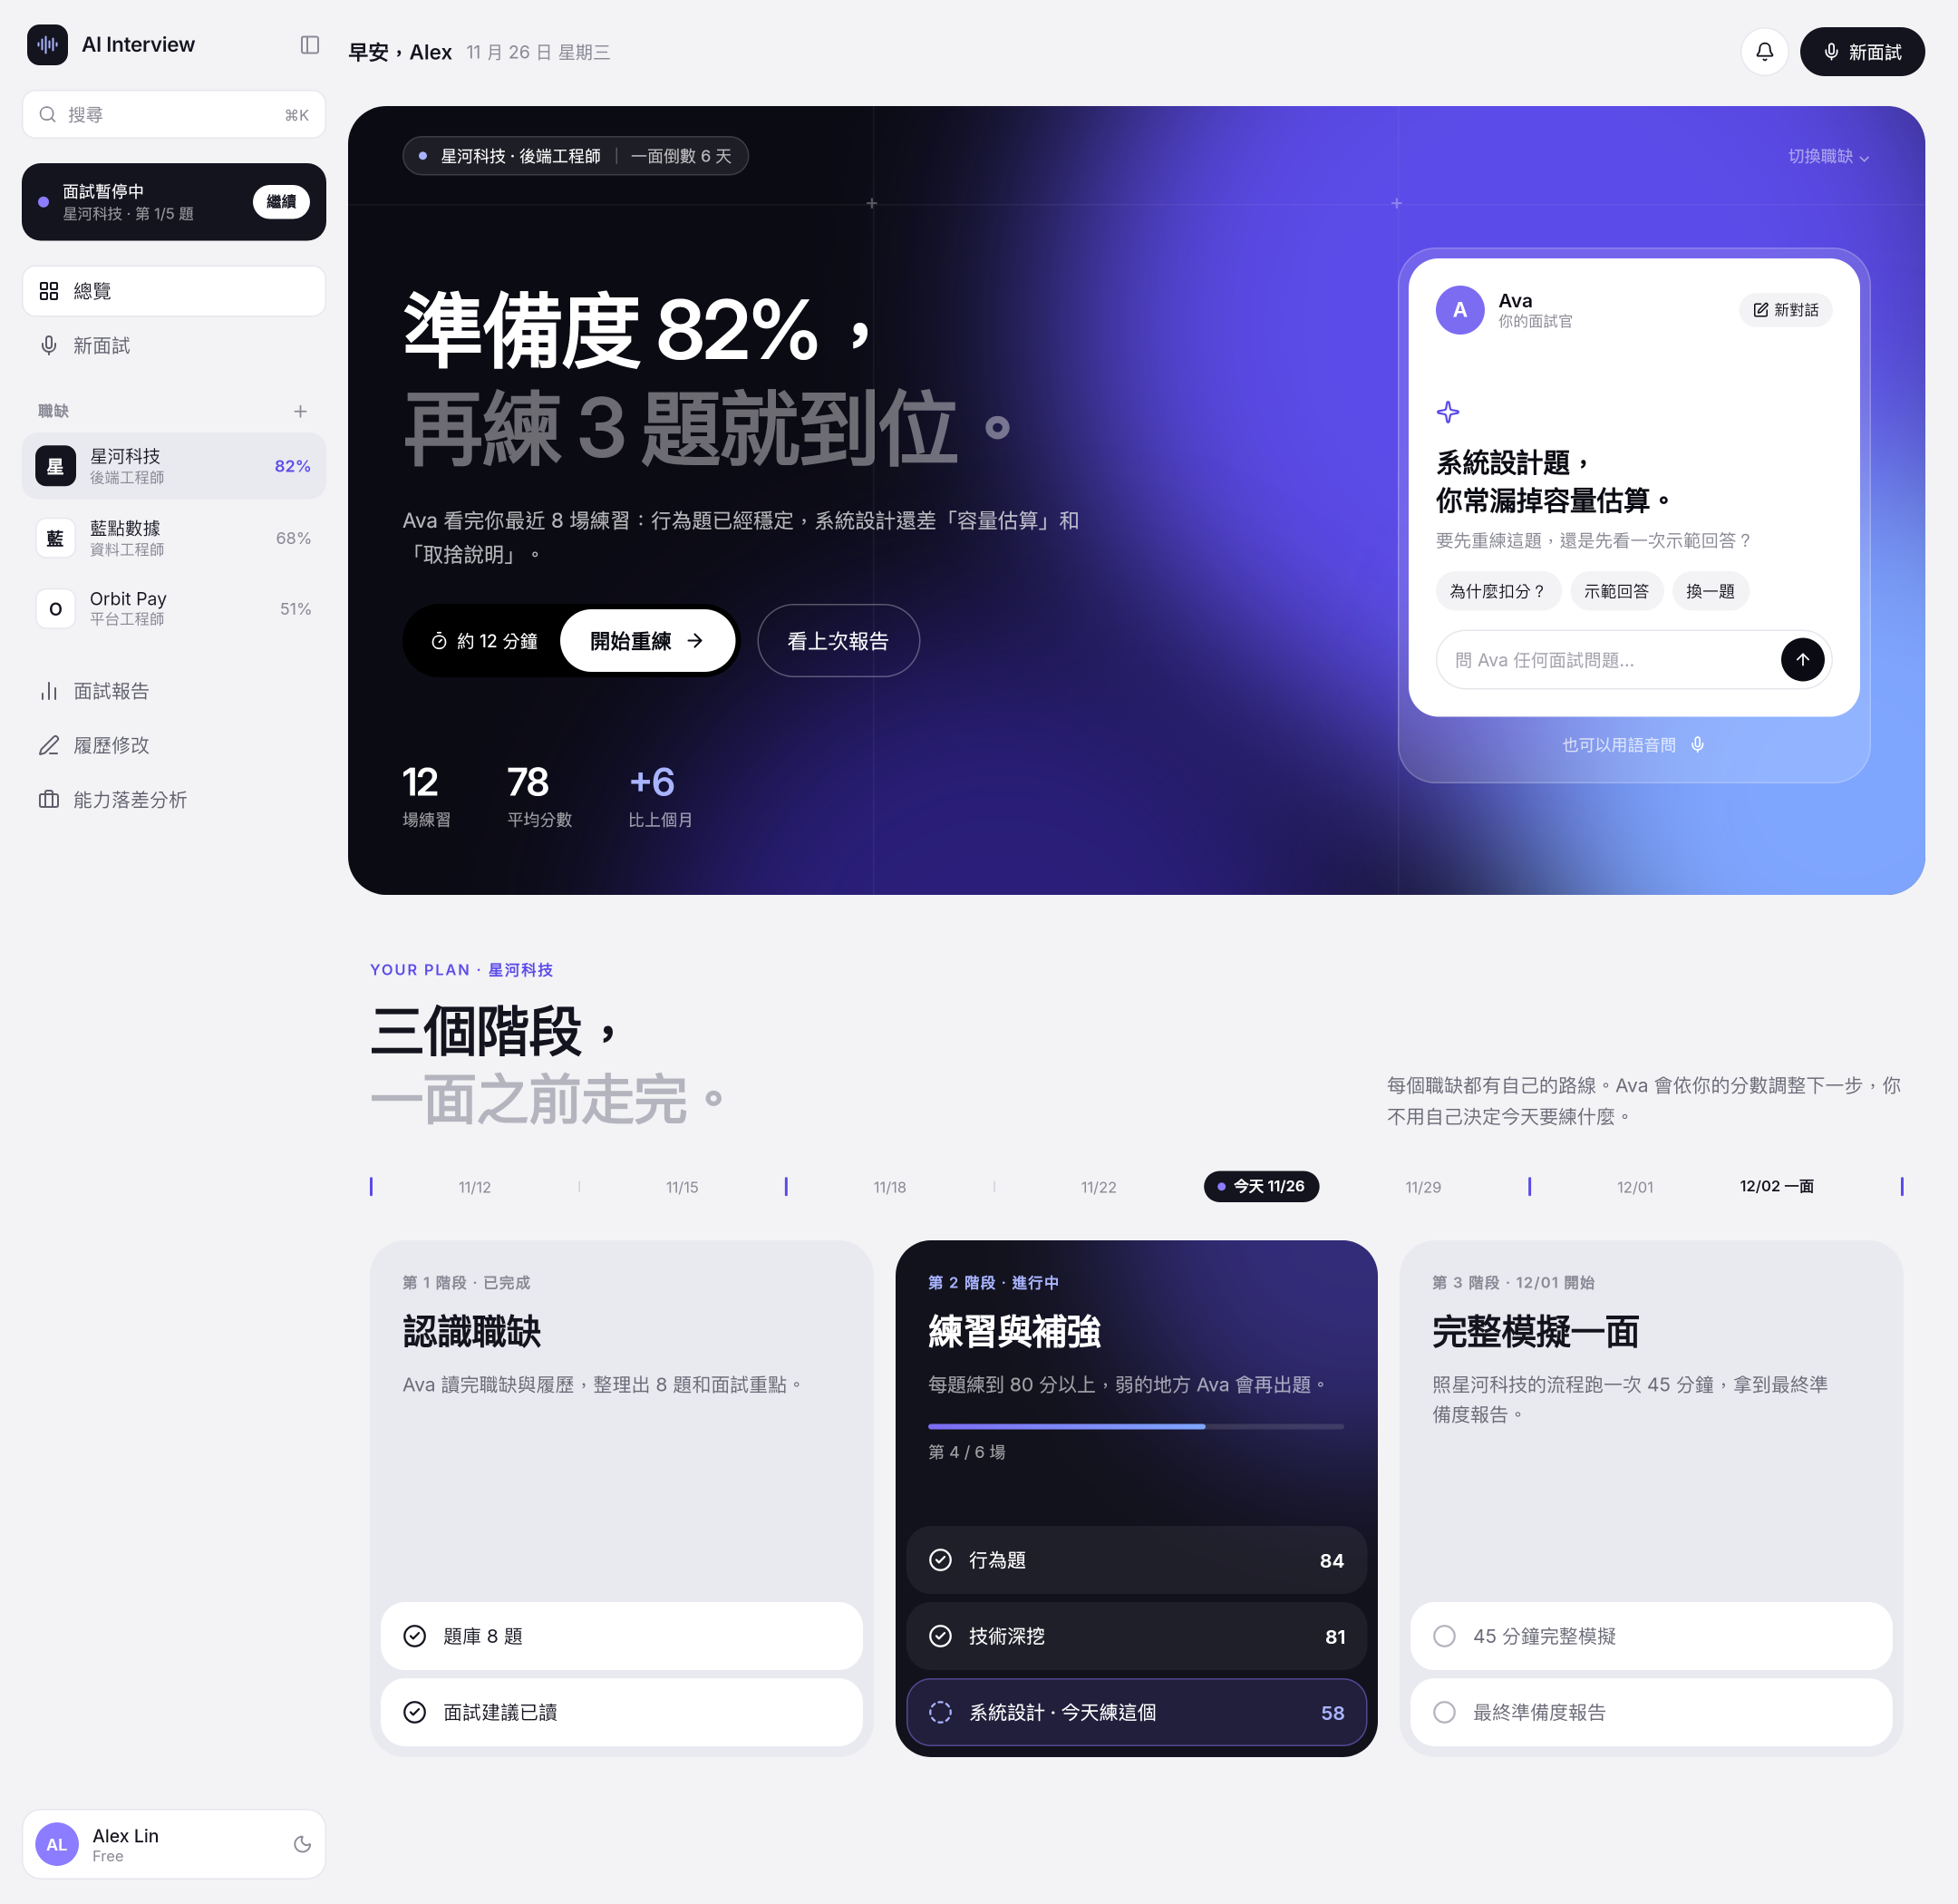 AI Interview
搜尋
⌘K
面試暫停中
星河科技 · 第 1/5 題
繼續
總覽
新面試
職缺
星
星河科技
後端工程師
82%
藍
藍點數據
資料工程師
68%
O
Orbit Pay
平台工程師
51%
面試報告
履歷修改
能力落差分析
AL
Alex Lin
Free
早安，Alex
11 月 26 日 星期三
新面試
星河科技 · 後端工程師
一面倒數 6 天
切換職缺
準備度 82%，
再練 3 題就到位。
Ava 看完你最近 8 場練習：行為題已經穩定，系統設計還差「容量估算」和
「取捨說明」。
約 12 分鐘
開始重練
看上次報告
12
場練習
78
平均分數
+6
比上個月
A
Ava
你的面試官
新對話
系統設計題，
你常漏掉容量估算。
要先重練這題，還是先看一次示範回答？
為什麼扣分？
示範回答
換一題
問 Ava 任何面試問題...
也可以用語音問
YOUR PLAN · 星河科技
三個階段，
一面之前走完。
每個職缺都有自己的路線。Ava 會依你的分數調整下一步，你
不用自己決定今天要練什麼。
11/12
11/15
11/18
11/22
今天 11/26
11/29
12/01
12/02 一面
第 1 階段 · 已完成
認識職缺
Ava 讀完職缺與履歷，整理出 8 題和面試重點。
題庫 8 題
面試建議已讀
第 2 階段 · 進行中
練習與補強
每題練到 80 分以上，弱的地方 Ava 會再出題。
第 4 / 6 場
行為題
84
技術深挖
81
系統設計 · 今天練這個
58
第 3 階段 · 12/01 開始
完整模擬一面
照星河科技的流程跑一次 45 分鐘，拿到最終準
備度報告。
45 分鐘完整模擬
最終準備度報告